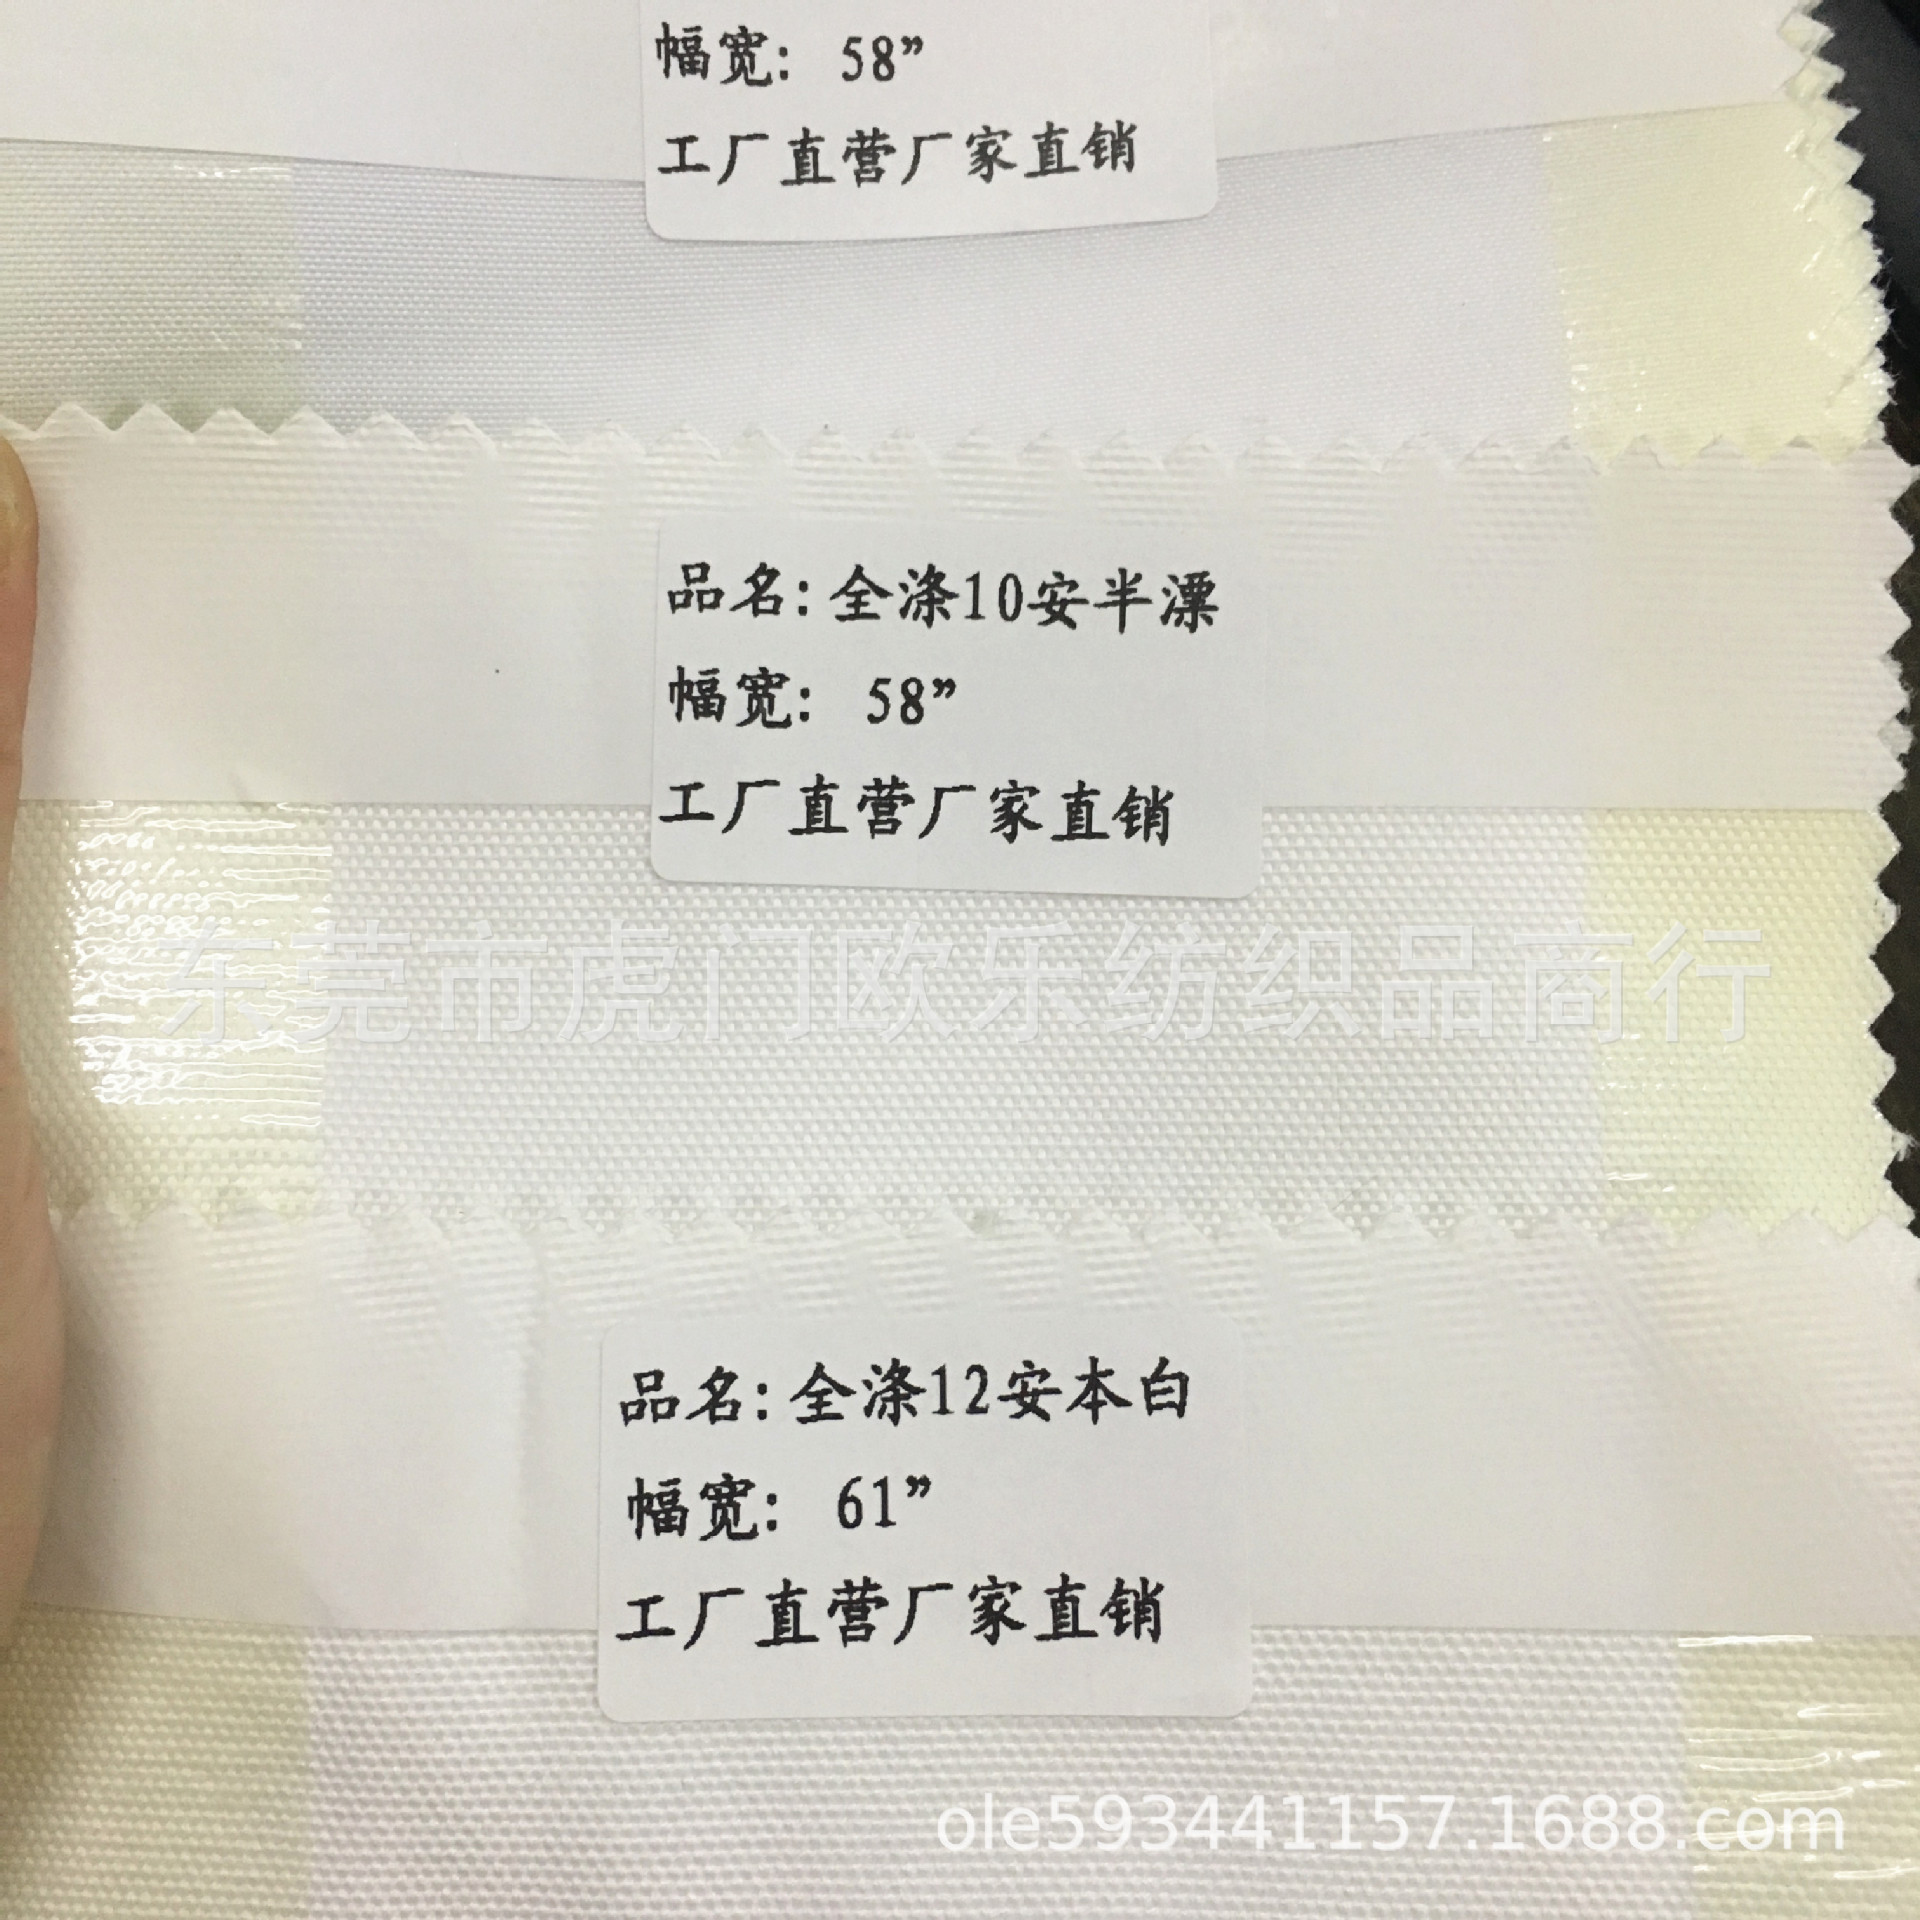 幅宽: 58”
工厂直营厂家直销
品名:全涤10安半漂
幅宽: 58”
工厂直营厂家直销
东莞市虎门欧乐纺织品商行
品名:全涤12安本白
幅宽: 61”
工厂直营厂家直销
ole593441157.1688.com